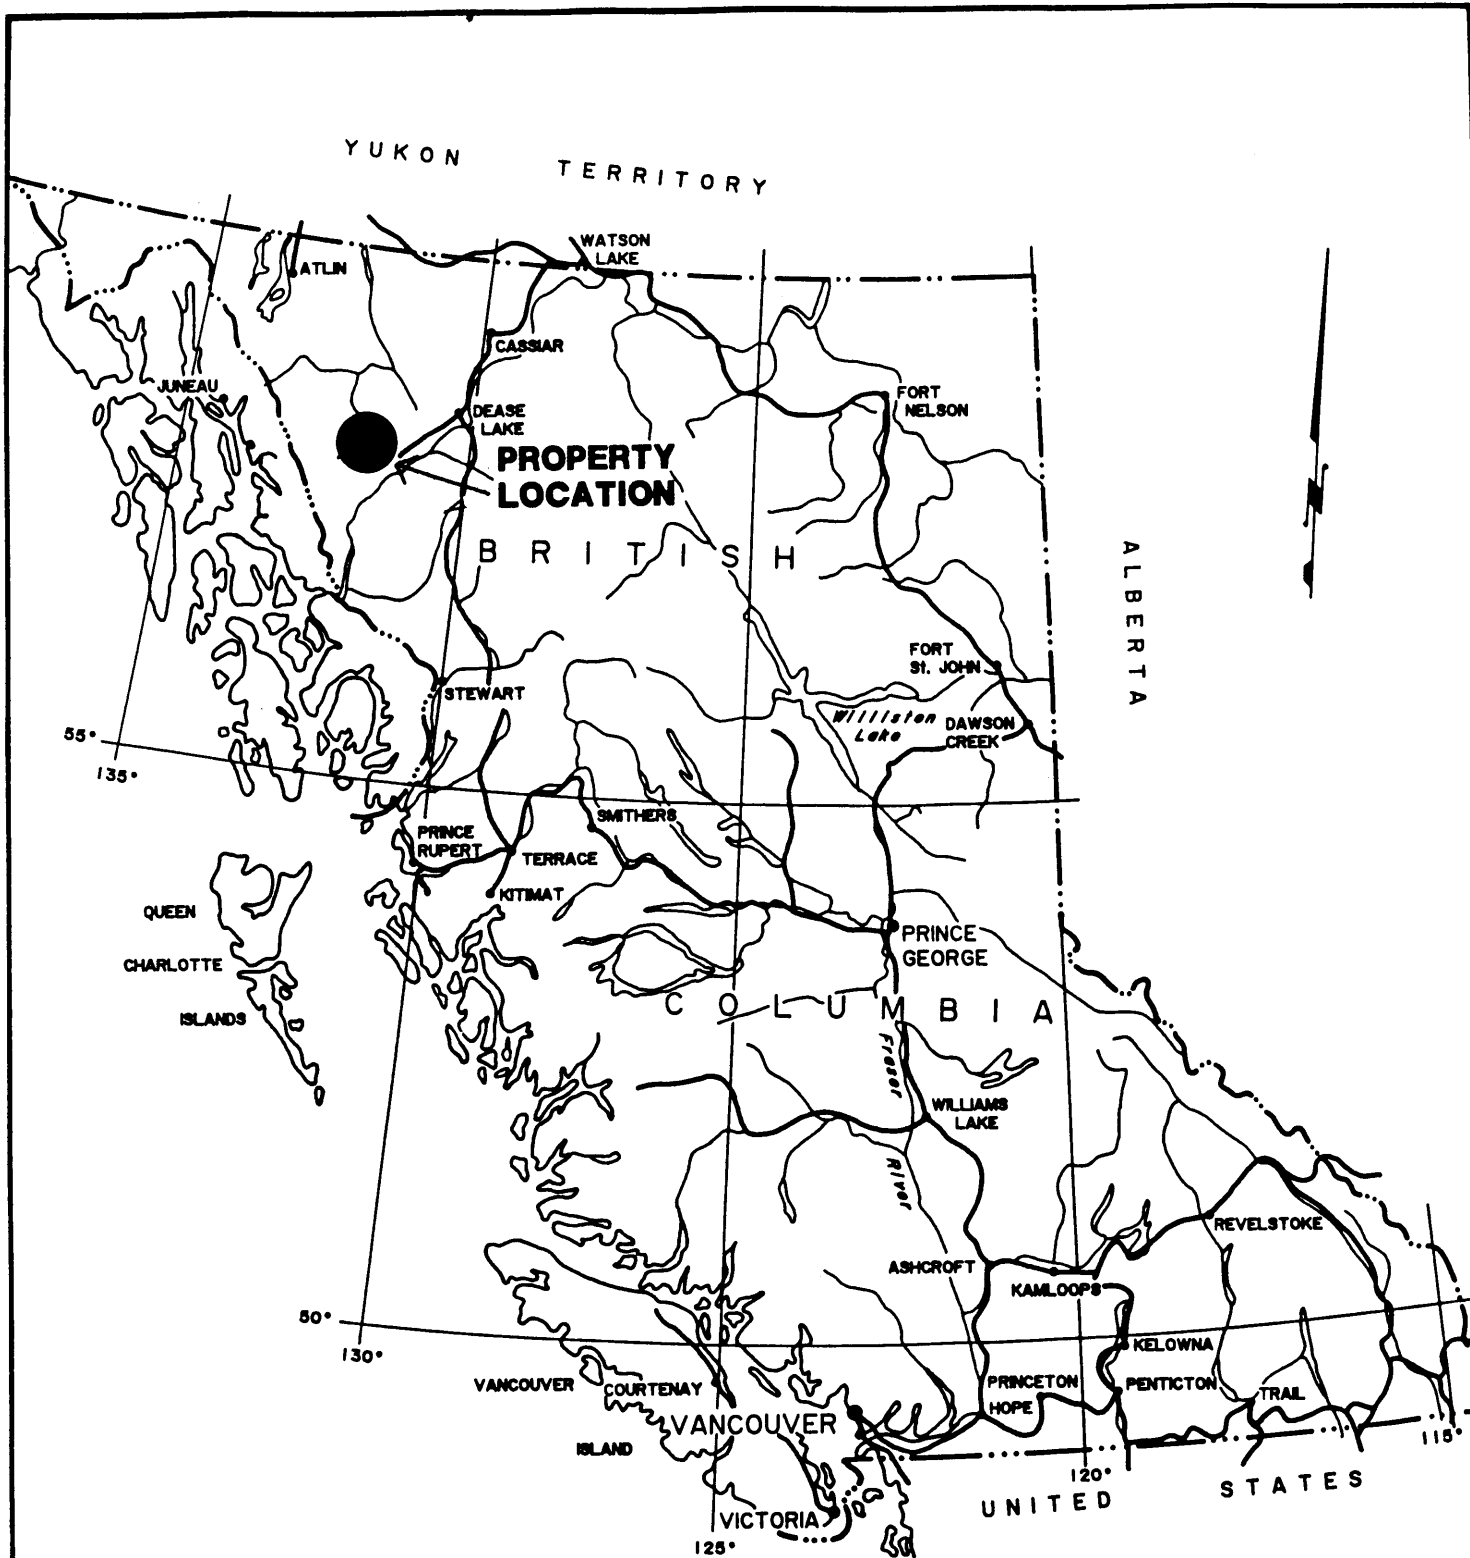 YUKON TERRITORY
WATSON
LAKE
ATLIN
CASSIAR
JUNEAU
FORT
NELSON
DEASE
LAKE
PROPERTY
LOCATION
BRITISH
ALBERTA
FORT
St. JOHN
STEWART
Williston
Lake
DAWSON
CREEK
55°
135°
SMITHERS
PRINCE
RUPERT
TERRACE
KITIMAT
QUEEN
CHARLOTTE
ISLANDS
PRINCE
GEORGE
COLUMBIA
Fraser
River
WILLIAMS
LAKE
REVELSTOKE
ASHCROFT
KAMLOOPS
50°
130°
KELOWNA
VANCOUVER
ISLAND
COURTENAY
PRINCETON
PENTICTON
HOPE
TRAIL
VANCOUVER
115°
120°
UNITED STATES
VICTORIA
125°